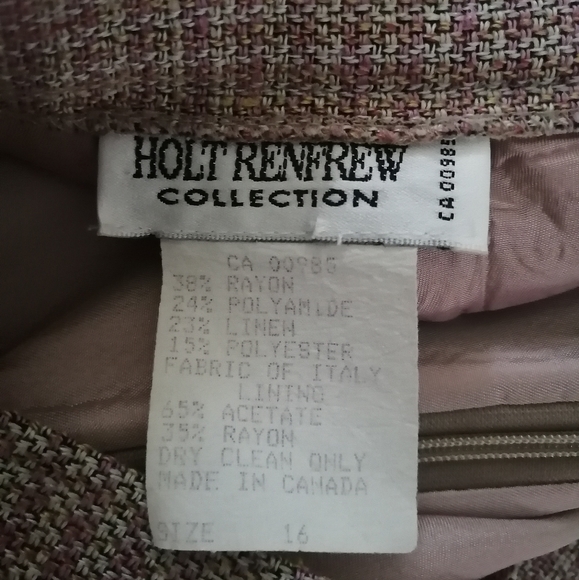 HOLT RENFREW
COLLECTION
CA 00985
CA 00985
38% RAYON
24% POLYAMIDE
23% LINEN
15% POLYESTER
FABRIC OF ITALY
LINING
65% ACETATE
35% RAYON
DRY CLEAN ONLY
MADE IN CANADA
SIZE 16